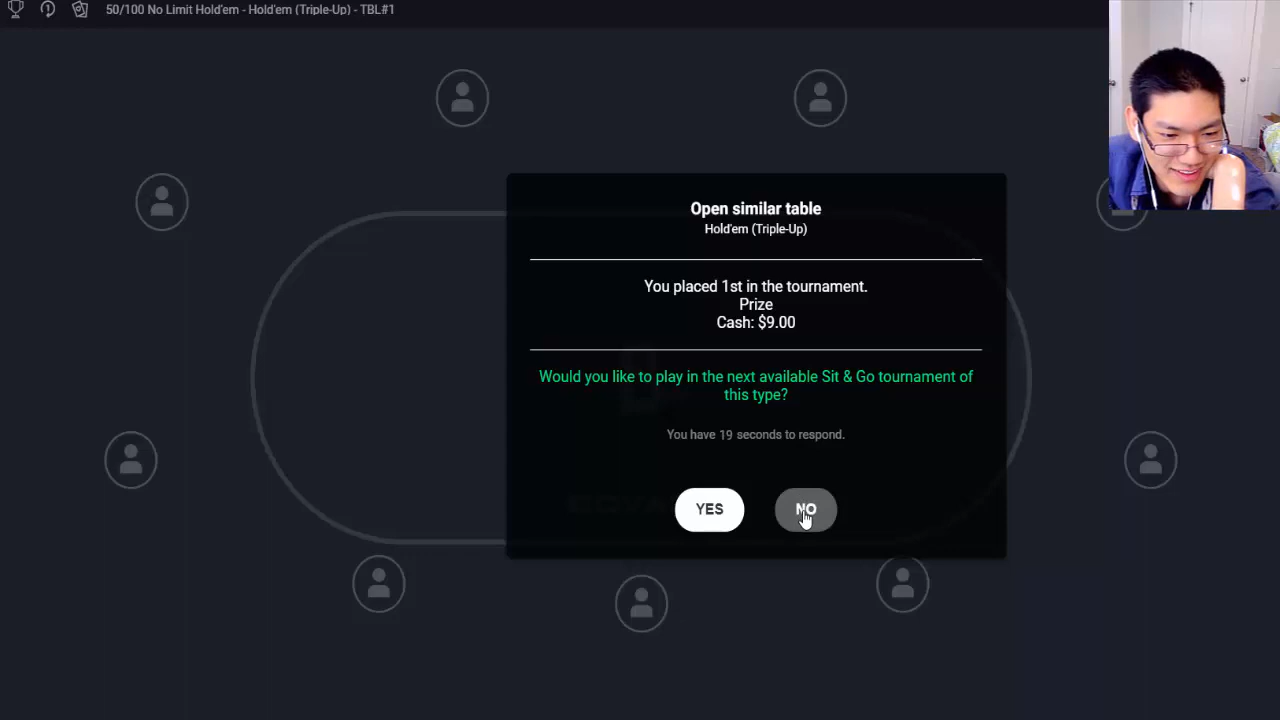 50/100 No Limit Hold'em - Hold'em (Triple-Up) - TBL#1
Open similar table
Hold'em (Triple-Up)
You placed 1st in the tournament.
Prize
Cash: $9.00
Would you like to play in the next available Sit & Go tournament of
this type?
You have 19 seconds to respond.
YES
NO